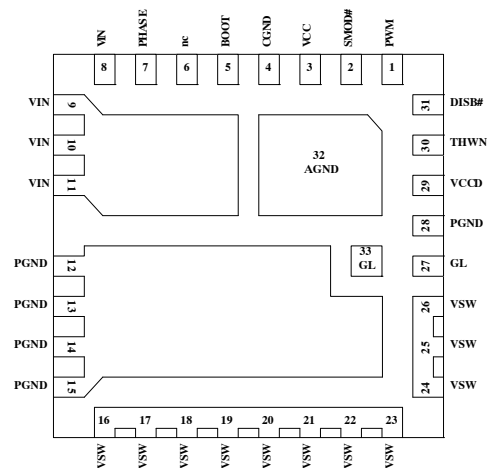 VIN
PHASE
nc
BOOT
CGND
VCC
SMOD#
PWM
8
7
6
5
4
3
2
1
VIN
9
VIN
10
VIN
11
32
AGND
31
DISB#
30
THWN
29
VCCD
28
PGND
33
GL
27
GL
PGND
12
PGND
13
PGND
14
PGND
15
26
VSW
25
VSW
24
VSW
16
17
18
19
20
21
22
23
VSW
VSW
VSW
VSW
VSW
VSW
VSW
VSW